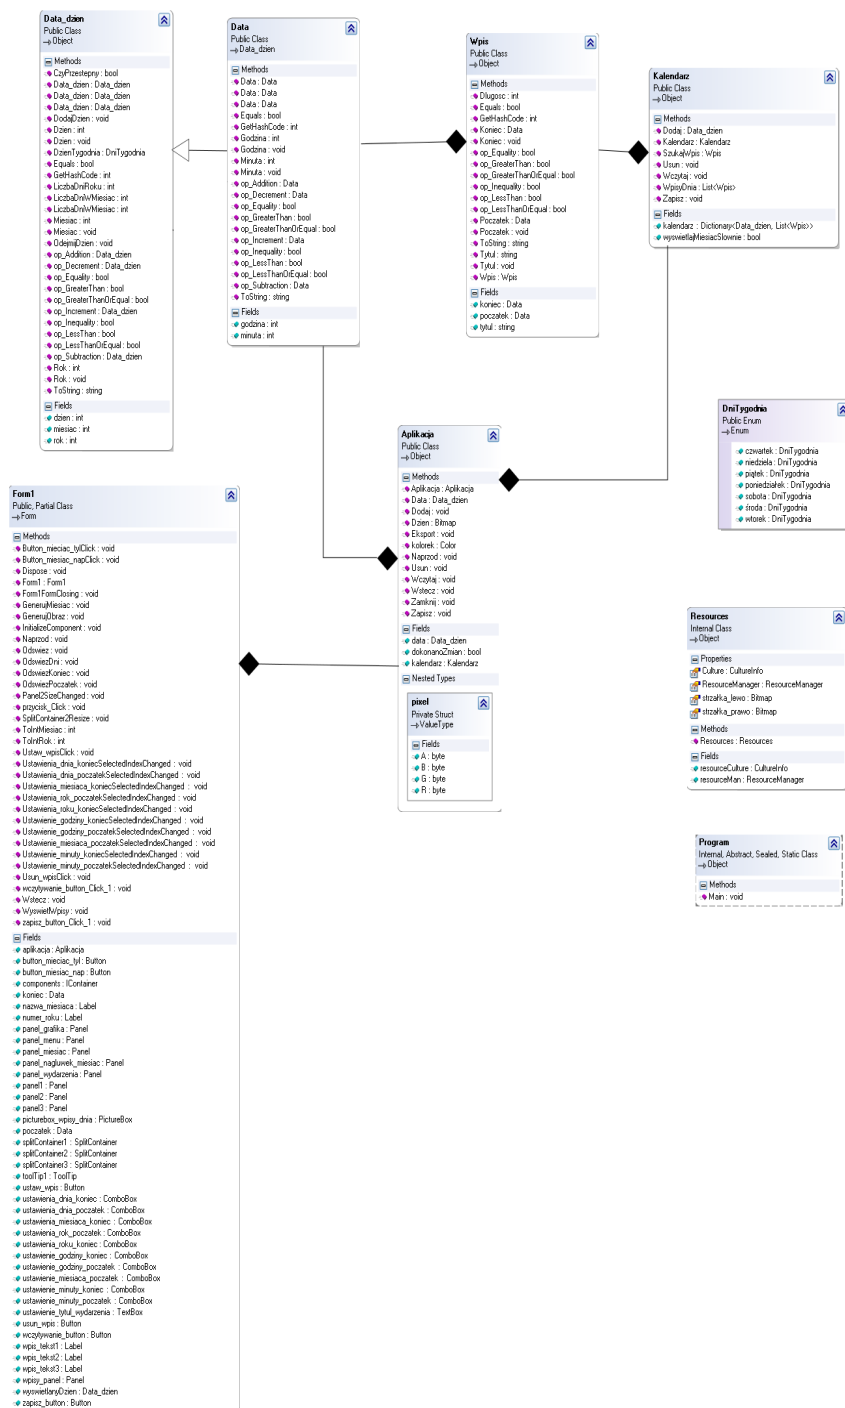 Data_dzien
Public Class
Object
Methods
CzyPrzestepny : bool
Data_dzien : Data_dzien
Data_dzien : Data_dzien
Data_dzien : Data_dzien
DodajDzien : void
Dzien : int
Dzien : void
DzienTygodnia : DniTygodnia
Equals : bool
GetHashCode : int
LiczbaDniRoku : int
LiczbaDniWMiesiac : int
LiczbaDniWMiesiac : int
Miesiac : int
Miesiac : void
OdejmijDzien : void
op_Addition : Data_dzien
op_Decrement : Data_dzien
op_Equality : bool
op_GreaterThan : bool
op_GreaterThanOrEqual : bool
op_Increment : Data_dzien
op_Inequality : bool
op_LessThan : bool
op_LessThanOrEqual : bool
op_Subtraction : Data_dzien
Rok : int
Rok : void
ToString : string
Fields
dzien : int
miesiac : int
rok : int
Data
Public Class
Data_dzien
Methods
Data : Data
Data : Data
Data : Data
Equals : bool
GetHashCode : int
Godzina : int
Godzina : void
Minuta : int
Minuta : void
op_Addition : Data
op_Decrement : Data
op_Equality : bool
op_GreaterThan : bool
op_GreaterThanOrEqual : bool
op_Increment : Data
op_Inequality : bool
op_LessThan : bool
op_LessThanOrEqual : bool
op_Subtraction : Data
ToString : string
Fields
godzina : int
minuta : int
Wpis
Public Class
Object
Methods
Dlugosc : int
Equals : bool
GetHashCode : int
Koniec : Data
Koniec : void
op_Equality : bool
op_GreaterThan : bool
op_GreaterThanOrEqual : bool
op_Inequality : bool
op_LessThan : bool
op_LessThanOrEqual : bool
Poczatek : Data
Poczatek : void
ToString : string
Tytul : string
Tytul : void
Wpis : Wpis
Fields
koniec : Data
poczatek : Data
tytul : string
Kalendarz
Public Class
Object
Methods
Dodaj : Data_dzien
Kalendarz : Kalendarz
SzukajWpis : Wpis
Usun : void
Wczytaj : void
WpisyDnia : List<Wpis>
Zapisz : void
Fields
kalendarz : Dictionary<Data_dzien, List<Wpis>>
wyswietlajMiesiacSlownie : bool
DniTygodnia
Public Enum
Enum
czwartek : DniTygodnia
niedziela : DniTygodnia
piątek : DniTygodnia
poniedziałek : DniTygodnia
sobota : DniTygodnia
środa : DniTygodnia
wtorek : DniTygodnia
Aplikacja
Public Class
Object
Methods
Aplikacja : Aplikacja
Data : Data_dzien
Dodaj : void
Dzien : Bitmap
Eksport : void
kolorek : Color
Naprzod : void
Usun : void
Wczytaj : void
Wstecz : void
Zamknij : void
Zapisz : void
Fields
data : Data_dzien
dokonanoZmian : bool
kalendarz : Kalendarz
Nested Types
pixel
Private Struct
ValueType
Fields
A : byte
B : byte
G : byte
R : byte
Form1
Public, Partial Class
Form
Methods
Button_mieciac_tylClick : void
Button_miesiac_napClick : void
Dispose : void
Form1 : Form1
Form1FormClosing : void
GenerujMiesiac : void
GenerujObraz : void
InitializeComponent : void
Naprzod : void
Odswiez : void
OdswiezDni : void
OdswiezKoniec : void
OdswiezPoczatek : void
Panel2SizeChanged : void
przycisk_Click : void
SplitContainer2Resize : void
ToIntMiesiac : int
ToIntRok : int
Ustaw_wpisClick : void
Ustawienia_dnia_koniecSelectedIndexChanged : void
Ustawienia_dnia_poczatekSelectedIndexChanged : void
Ustawienia_miesiaca_koniecSelectedIndexChanged : void
Ustawienia_rok_poczatekSelectedIndexChanged : void
Ustawienia_roku_koniecSelectedIndexChanged : void
Ustawienie_godziny_koniecSelectedIndexChanged : void
Ustawienie_godziny_poczatekSelectedIndexChanged : void
Ustawienie_miesiaca_poczatekSelectedIndexChanged : void
Ustawienie_minuty_koniecSelectedIndexChanged : void
Ustawienie_minuty_poczatekSelectedIndexChanged : void
Usun_wpisClick : void
wczytywanie_button_Click_1 : void
Wstecz : void
WyswietlWpisy : void
zapisz_button_Click_1 : void
Fields
aplikacja : Aplikacja
button_mieciac_tyl : Button
button_miesiac_nap : Button
components : IContainer
koniec : Data
nazwa_miesiaca : Label
numer_roku : Label
panel_grafika : Panel
panel_menu : Panel
panel_miesiac : Panel
panel_nagluwek_miesiac : Panel
panel_wydarzenia : Panel
panel1 : Panel
panel2 : Panel
panel3 : Panel
picturebox_wpisy_dnia : PictureBox
poczatek : Data
splitContainer1 : SplitContainer
splitContainer2 : SplitContainer
splitContainer3 : SplitContainer
toolTip1 : ToolTip
ustaw_wpis : Button
ustawienia_dnia_koniec : ComboBox
ustawienia_dnia_poczatek : ComboBox
ustawienia_miesiaca_koniec : ComboBox
ustawienia_rok_poczatek : ComboBox
ustawienia_roku_koniec : ComboBox
ustawienie_godziny_koniec : ComboBox
ustawienie_godziny_poczatek : ComboBox
ustawienie_miesiaca_poczatek : ComboBox
ustawienie_minuty_koniec : ComboBox
ustawienie_minuty_poczatek : ComboBox
ustawienie_tytul_wydarzenia : TextBox
usun_wpis : Button
wczytywanie_button : Button
wpis_tekst1 : Label
wpis_tekst2 : Label
wpis_tekst3 : Label
wpisy_panel : Panel
wyswietlanyDzien : Data_dzien
zapisz_button : Button
Resources
Internal Class
Object
Properties
Culture : CultureInfo
ResourceManager : ResourceManager
strzałka_lewo : Bitmap
strzałka_prawo : Bitmap
Methods
Resources : Resources
Fields
resourceCulture : CultureInfo
resourceMan : ResourceManager
Program
Internal, Abstract, Sealed, Static Class
Object
Methods
Main : void